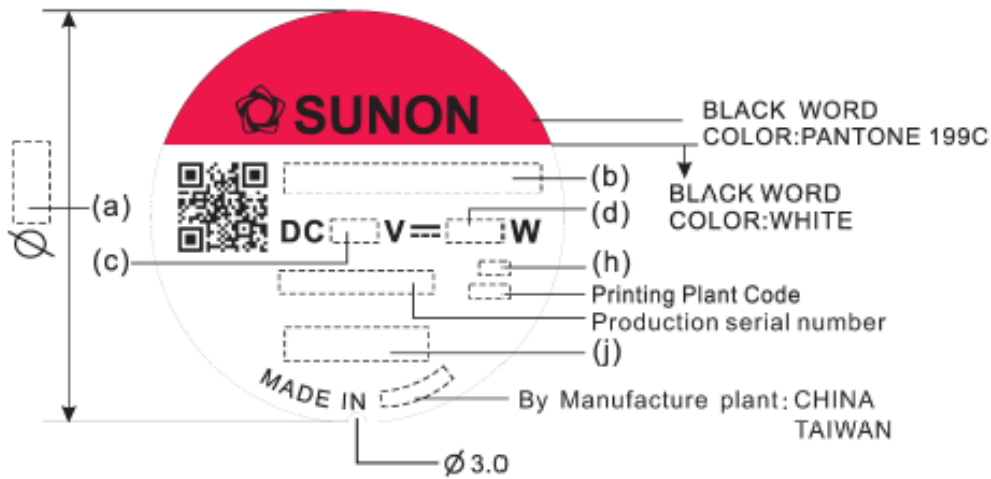 SUNON
BLACK WORD
COLOR:PANTONE 199C
(b)
BLACK WORD
COLOR:WHITE
(a)
Ø
(d)
DC V⎓ W
(c)
(h)
Printing Plant Code
Production serial number
(j)
MADE IN
By Manufacture plant: CHINA
TAIWAN
Ø3.0